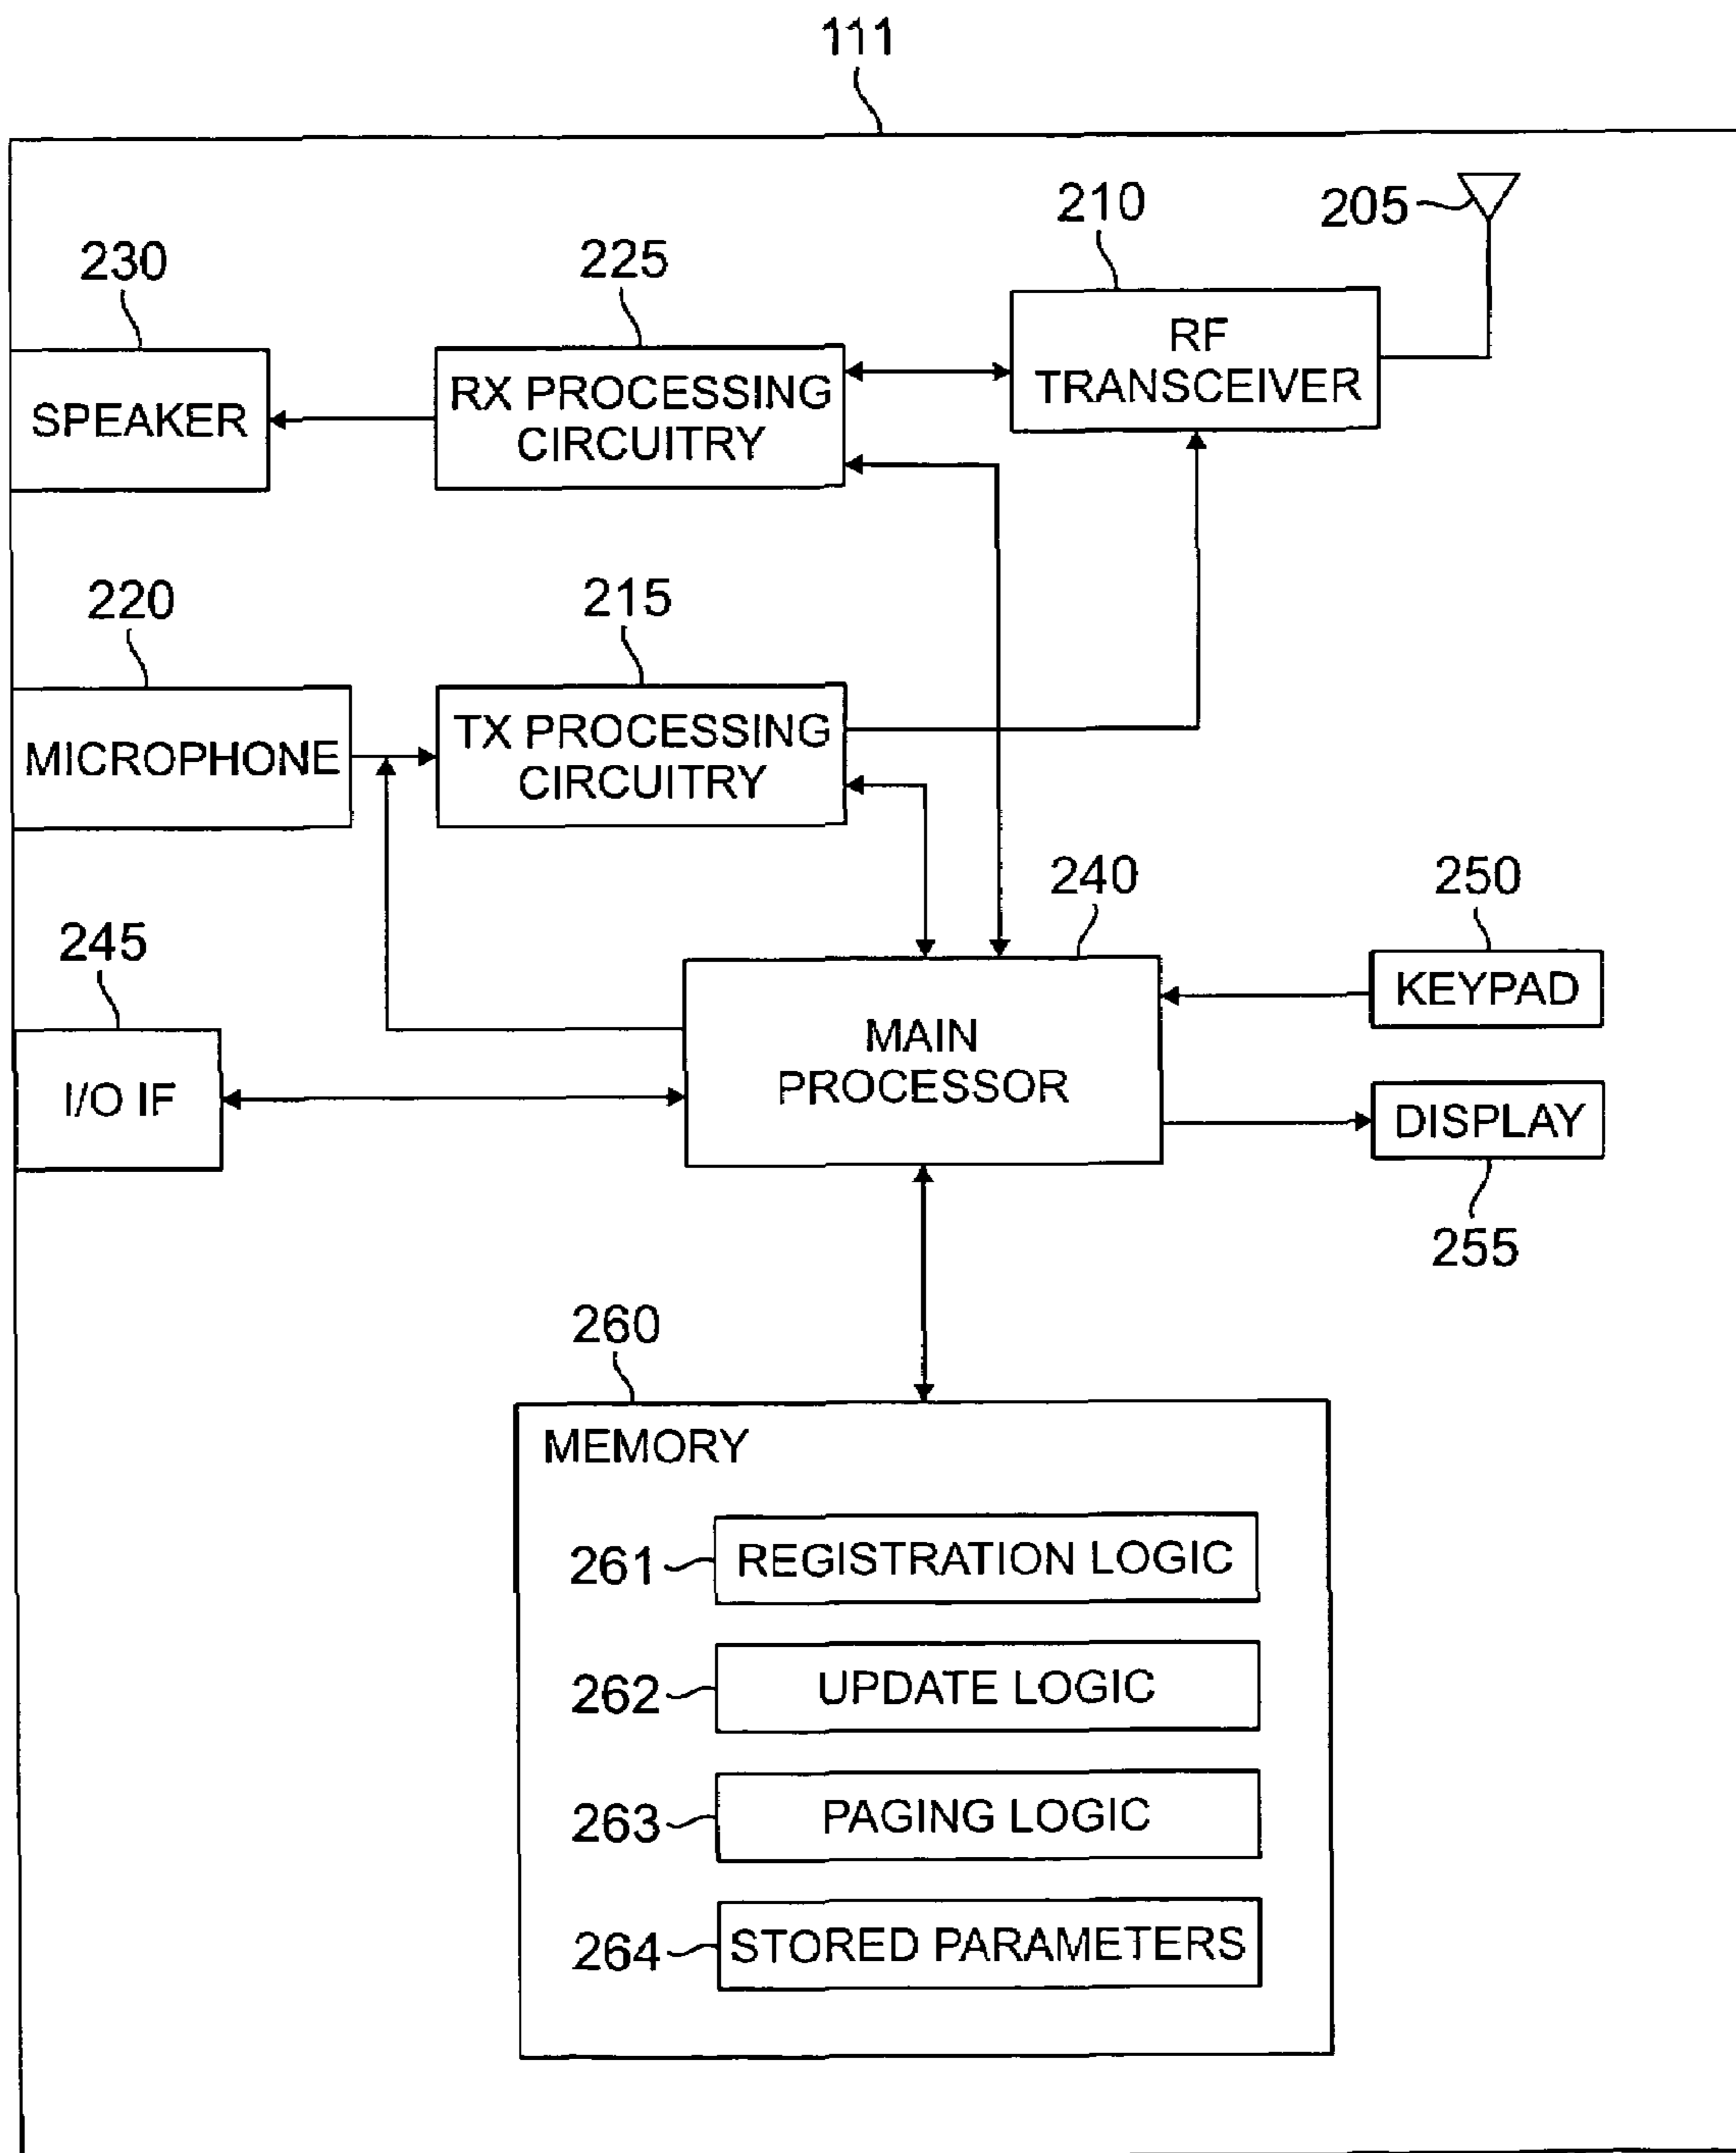 111
205
210
RF
TRANSCEIVER
225
RX PROCESSING
CIRCUITRY
230
SPEAKER
220
MICROPHONE
215
TX PROCESSING
CIRCUITRY
240
MAIN
PROCESSOR
250
KEYPAD
245
I/O IF
DISPLAY
255
260
MEMORY
261
REGISTRATION LOGIC
262
UPDATE LOGIC
263
PAGING LOGIC
264
STORED PARAMETERS